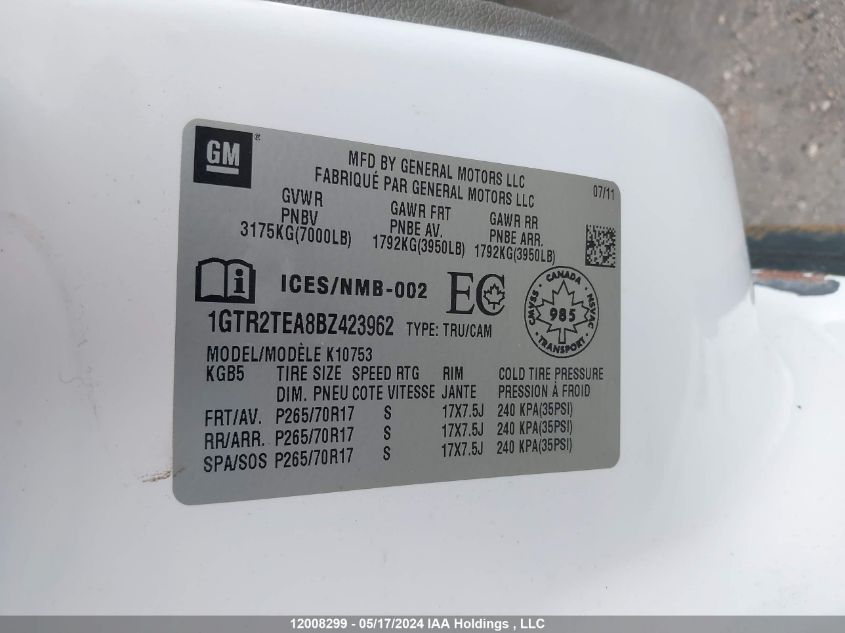 GM®
MFD BY GENERAL MOTORS LLC
FABRIQUÉ PAR GENERAL MOTORS LLC
07/11
GVWR GAWR FRT GAWR RR
PNBV PNBE AV. PNBE ARR.
3175KG(7000LB) 1792KG(3950LB) 1792KG(3950LB)
i ICES/NMB-002 EC
CANADA CMVSS NSVAC 985 TRANSPORT
1GTR2TEA8BZ423962 TYPE: TRU/CAM
MODEL/MODÈLE K10753
KGB5 TIRE SIZE SPEED RTG RIM COLD TIRE PRESSURE
DIM. PNEU COTE VITESSE JANTE PRESSION À FROID
FRT/AV. P265/70R17 S 17X7.5J 240 KPA(35PSI)
RR/ARR. P265/70R17 S 17X7.5J 240 KPA(35PSI)
SPA/SOS P265/70R17 S 17X7.5J 240 KPA(35PSI)
12008299 - 05/17/2024 IAA Holdings , LLC